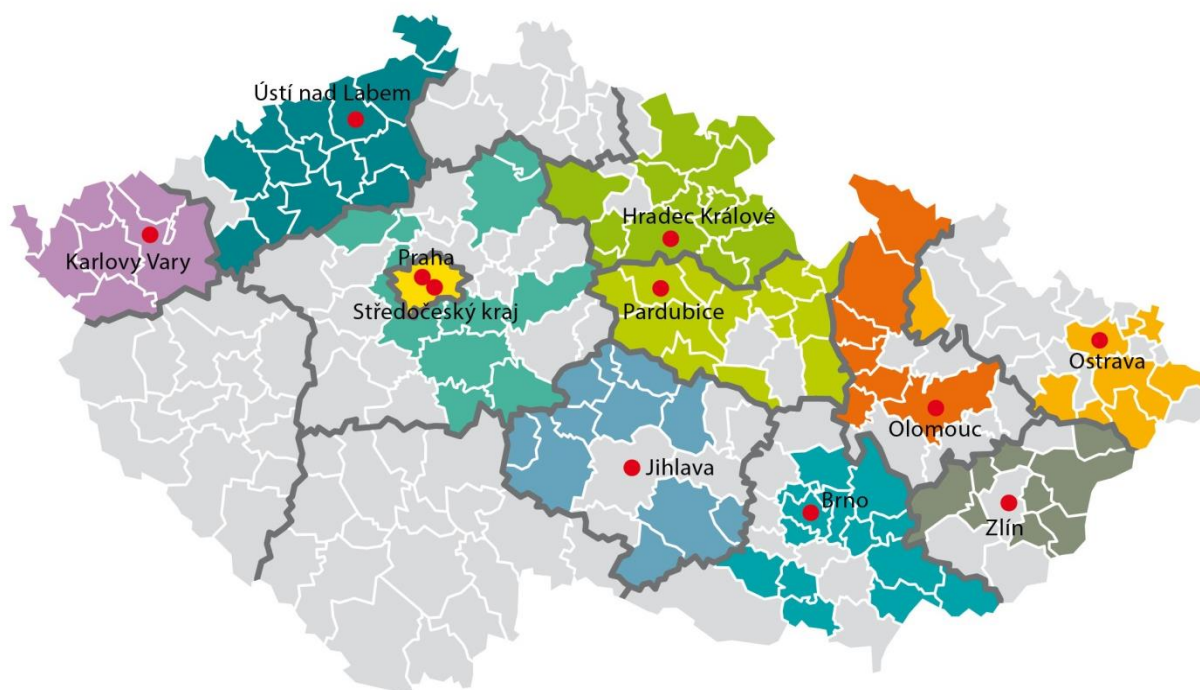 Ústí nad Labem
Hradec Králové
Karlovy Vary
Praha
Středočeský kraj
Pardubice
Ostrava
Olomouc
Jihlava
Brno
Zlín